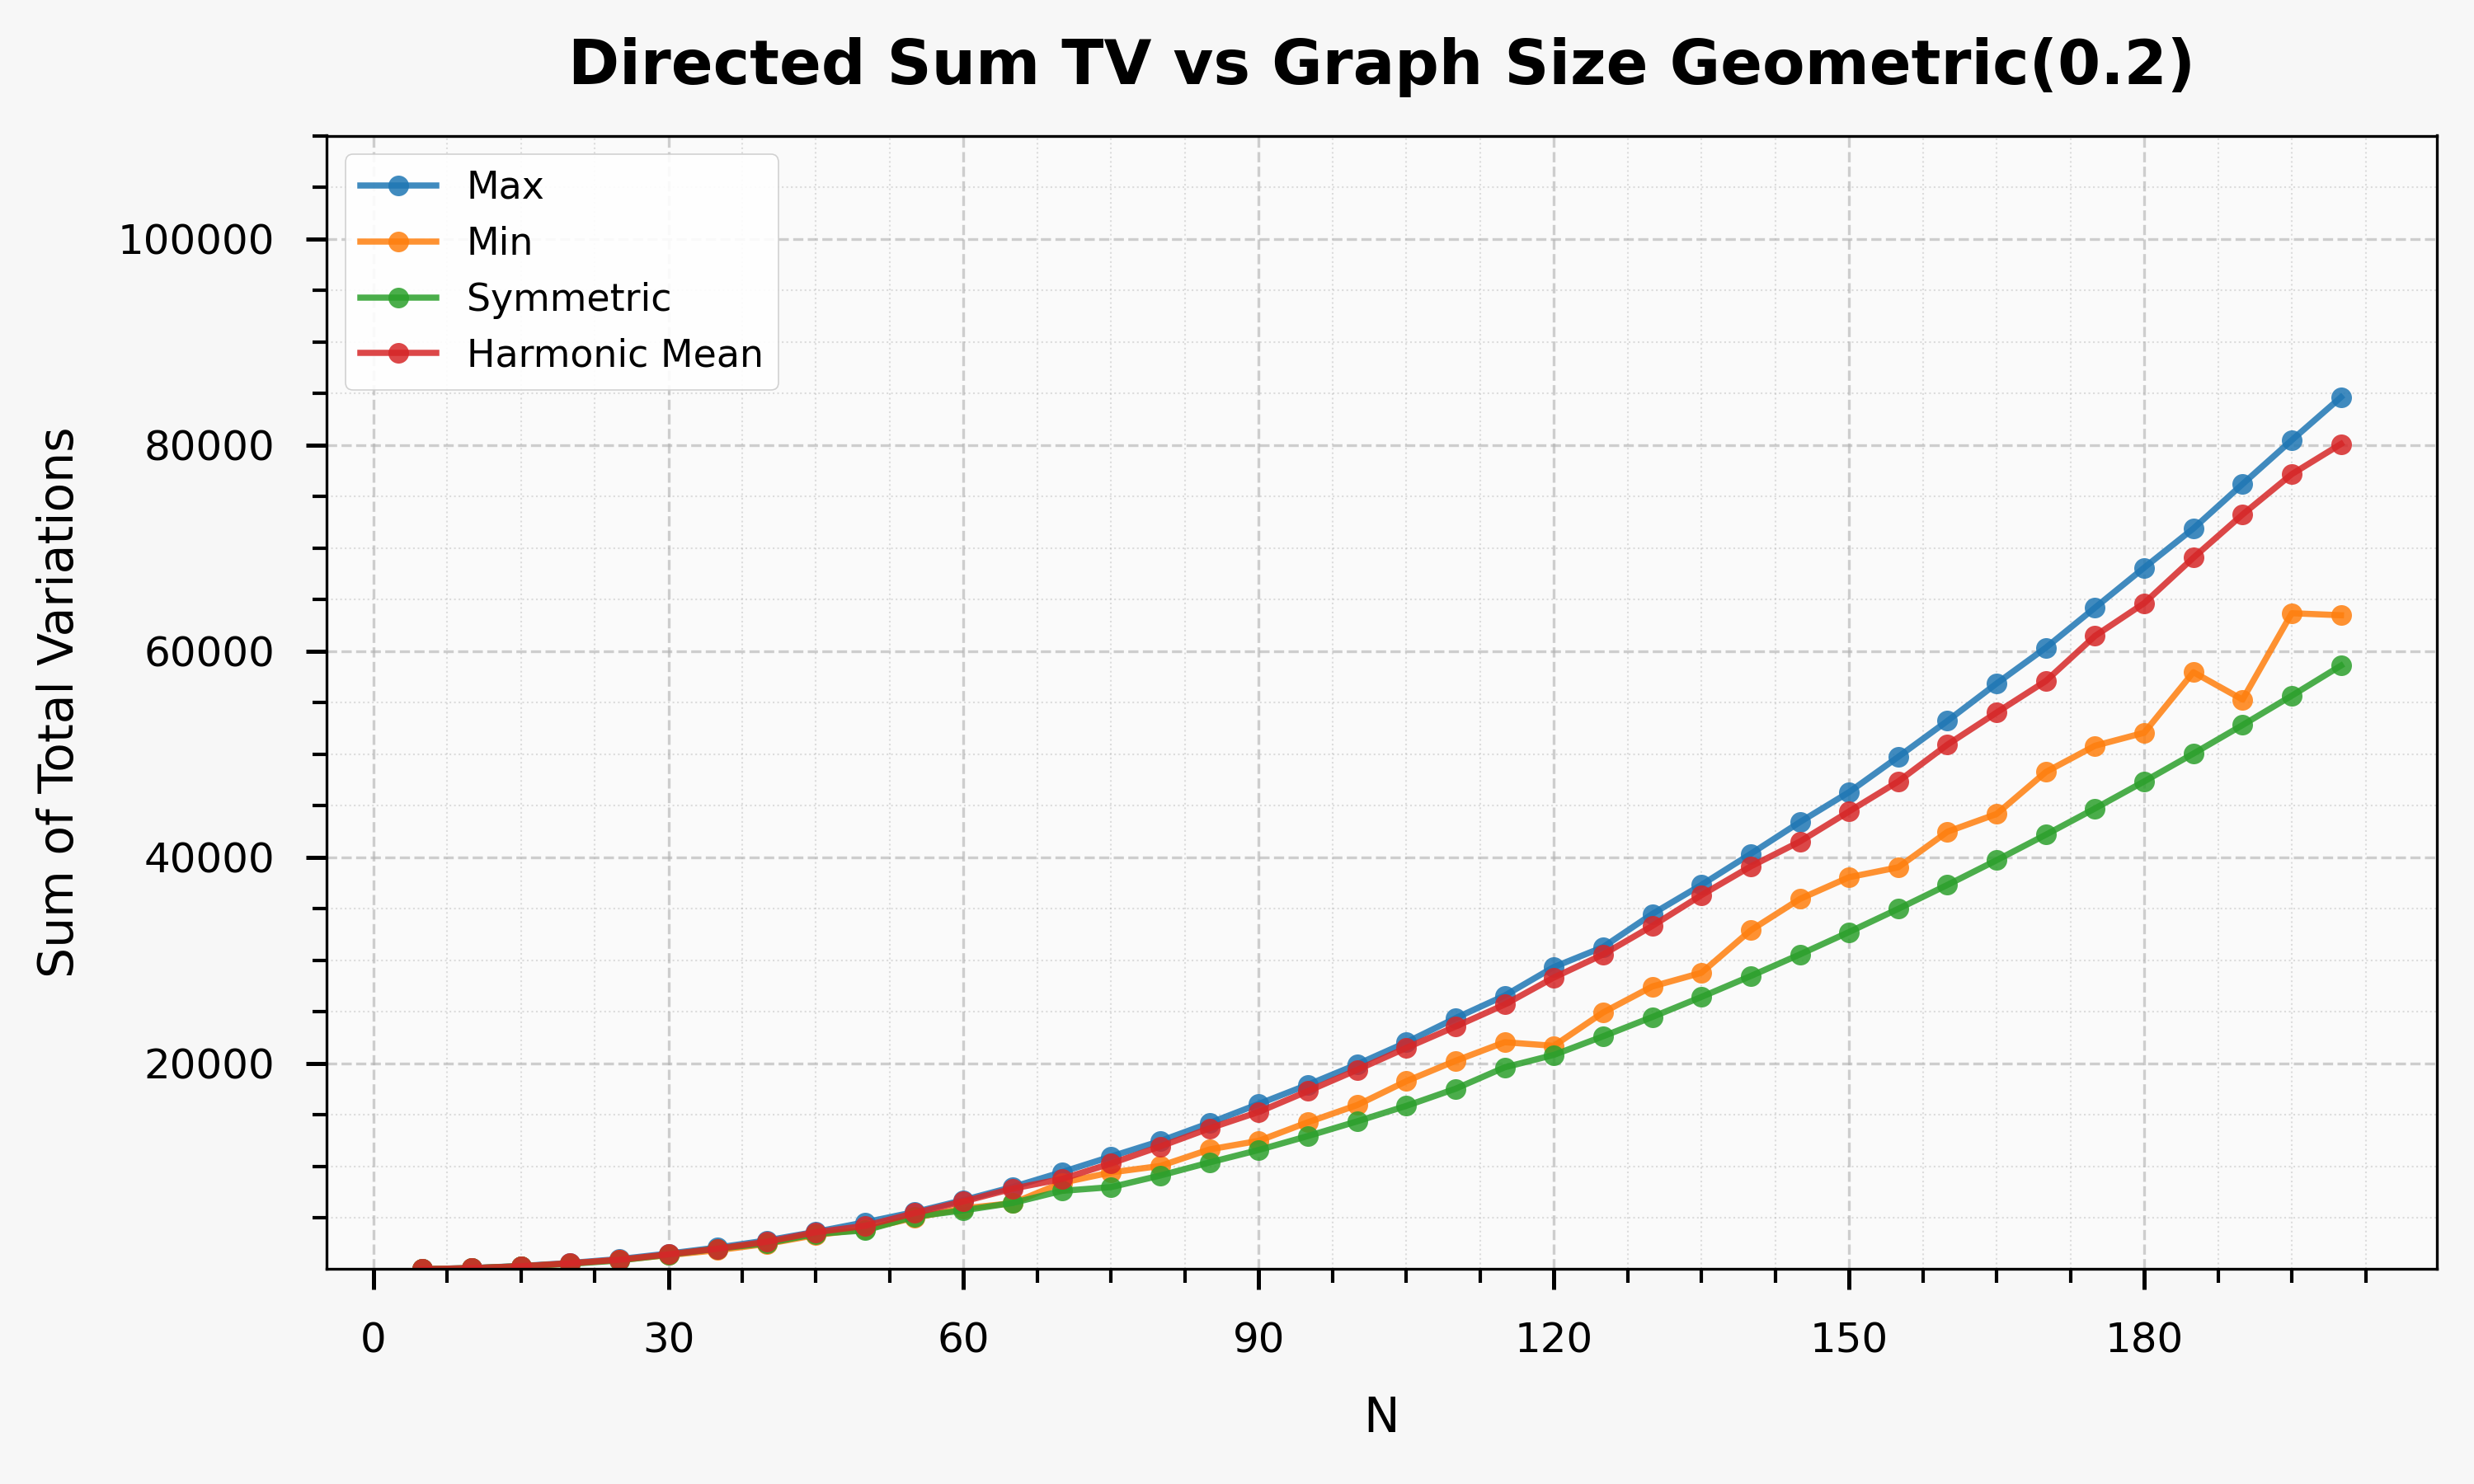 Directed Sum TV vs Graph Size Geometric(0.2)
Max
Min
Symmetric
Harmonic Mean
Sum of Total Variations
100000
80000
60000
40000
20000
0 30 60 90 120 150 180
N